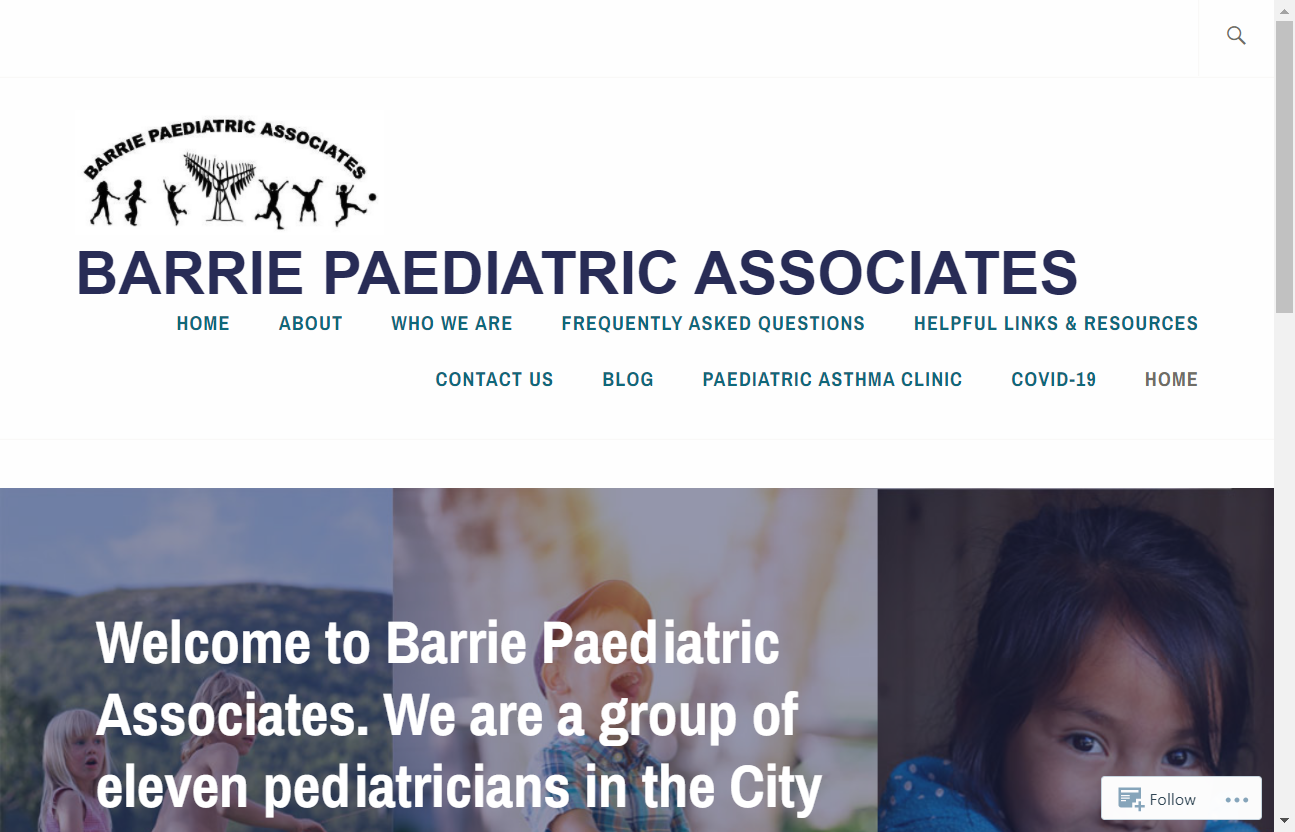 BARRIE PAEDIATRIC ASSOCIATES
BARRIE PAEDIATRIC ASSOCIATES
HOME ABOUT WHO WE ARE FREQUENTLY ASKED QUESTIONS HELPFUL LINKS & RESOURCES
CONTACT US BLOG PAEDIATRIC ASTHMA CLINIC COVID-19 HOME
Welcome to Barrie Paediatric
Associates. We are a group of
eleven pediatricians in the City
Follow